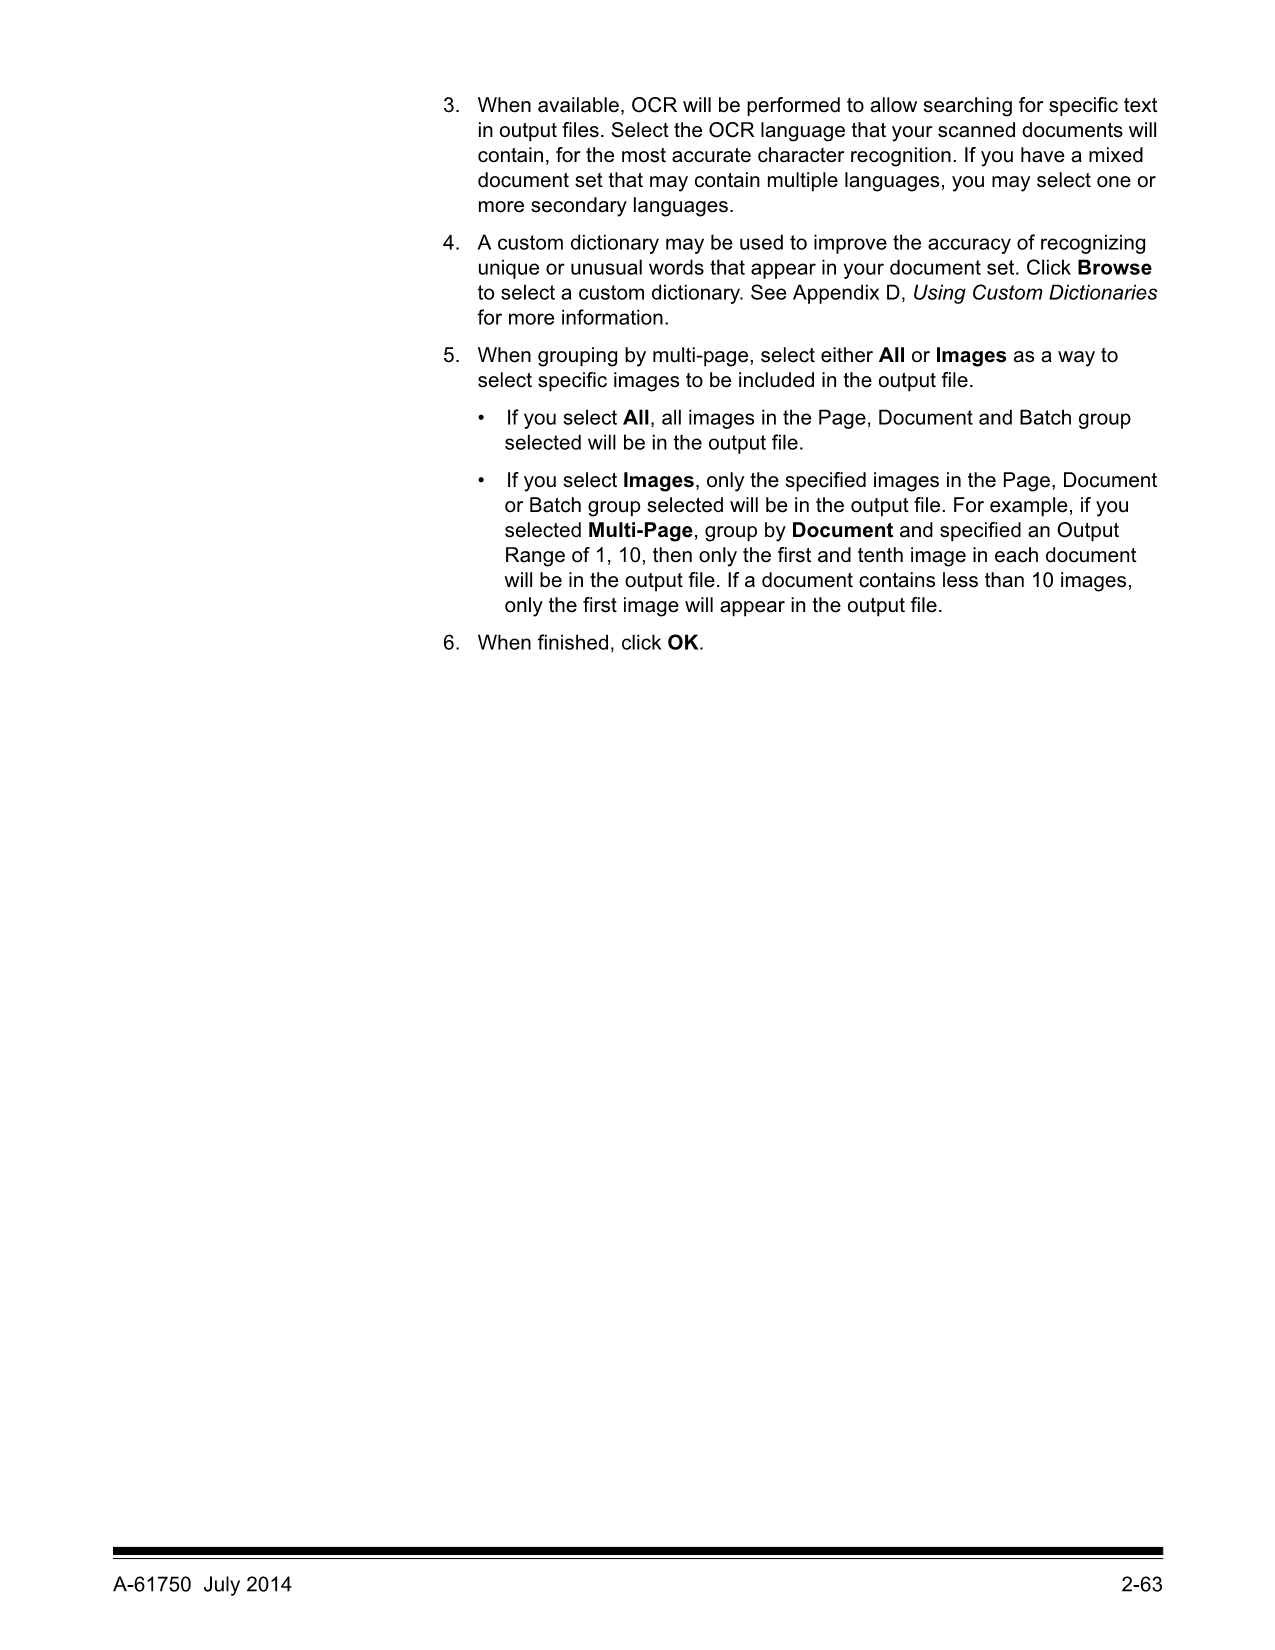 3. When available, OCR will be performed to allow searching for specific text
in output files. Select the OCR language that your scanned documents will
contain, for the most accurate character recognition. If you have a mixed
document set that may contain multiple languages, you may select one or
more secondary languages.
4. A custom dictionary may be used to improve the accuracy of recognizing
unique or unusual words that appear in your document set. Click Browse
to select a custom dictionary. See Appendix D, Using Custom Dictionaries
for more information.
5. When grouping by multi-page, select either All or Images as a way to
select specific images to be included in the output file.
• If you select All, all images in the Page, Document and Batch group
selected will be in the output file.
• If you select Images, only the specified images in the Page, Document
or Batch group selected will be in the output file. For example, if you
selected Multi-Page, group by Document and specified an Output
Range of 1, 10, then only the first and tenth image in each document
will be in the output file. If a document contains less than 10 images,
only the first image will appear in the output file.
6. When finished, click OK.
A-61750 July 2014 2-63